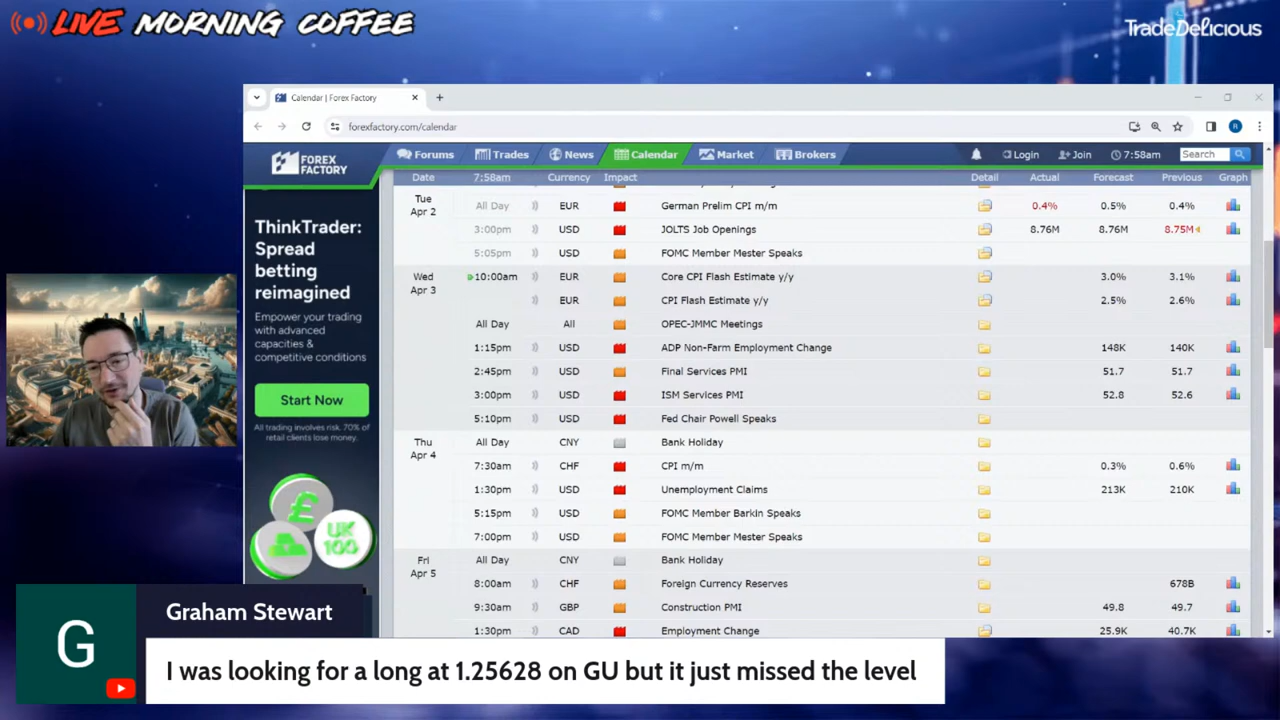 LIVE MORNING COFFEE
TradeDelicious
Calendar | Forex Factory
forexfactory.com/calendar
FOREX FACTORY
Forums Trades News Calendar Market Brokers Login Join 7:58am Search
Date 7:58am Currency Impact Detail Actual Forecast Previous Graph
Tue Apr 2 All Day EUR German Prelim CPI m/m 0.4% 0.5% 0.4%
3:00pm USD JOLTS Job Openings 8.76M 8.76M 8.75M
5:05pm USD FOMC Member Mester Speaks
Wed Apr 3 10:00am EUR Core CPI Flash Estimate y/y 3.0% 3.1%
EUR CPI Flash Estimate y/y 2.5% 2.6%
All Day All OPEC-JMMC Meetings
1:15pm USD ADP Non-Farm Employment Change 148K 140K
2:45pm USD Final Services PMI 51.7 51.7
3:00pm USD ISM Services PMI 52.8 52.6
5:10pm USD Fed Chair Powell Speaks
Thu Apr 4 All Day CNY Bank Holiday
7:30am CHF CPI m/m 0.3% 0.6%
1:30pm USD Unemployment Claims 213K 210K
5:15pm USD FOMC Member Barkin Speaks
7:00pm USD FOMC Member Mester Speaks
Fri Apr 5 All Day CNY Bank Holiday
8:00am CHF Foreign Currency Reserves 678B
9:30am GBP Construction PMI 49.8 49.7
1:30pm CAD Employment Change 25.9K 40.7K
ThinkTrader:
Spread
betting
reimagined
Empower your trading
with advanced
capacities &
competitive conditions
Start Now
All trading involves risk. 70% of
retail clients lose money.
£
UK
100
G
Graham Stewart
I was looking for a long at 1.25628 on GU but it just missed the level